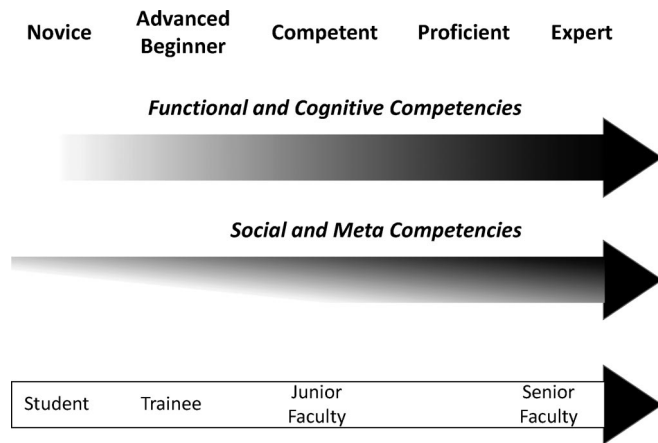 Novice Advanced Beginner Competent Proficient Expert
Functional and Cognitive Competencies
Social and Meta Competencies
Student Trainee Junior Faculty Senior Faculty